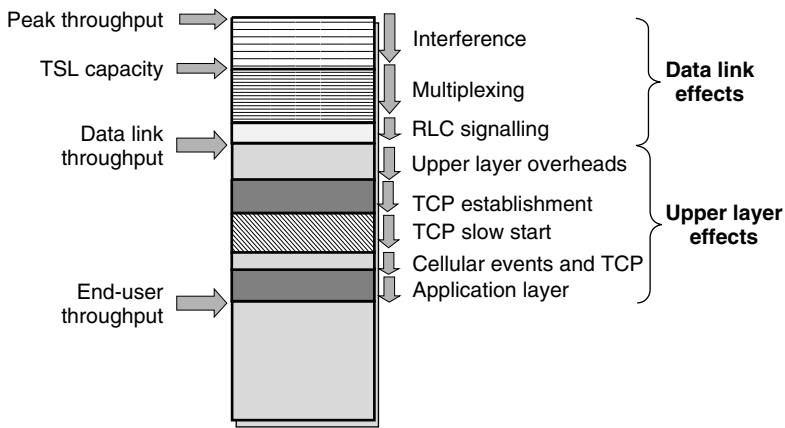 Peak throughput
TSL capacity
Data link
throughput
End-user
throughput
Interference
Multiplexing
RLC signalling
Upper layer overheads
TCP establishment
TCP slow start
Cellular events and TCP
Application layer
Data link
effects
Upper layer
effects